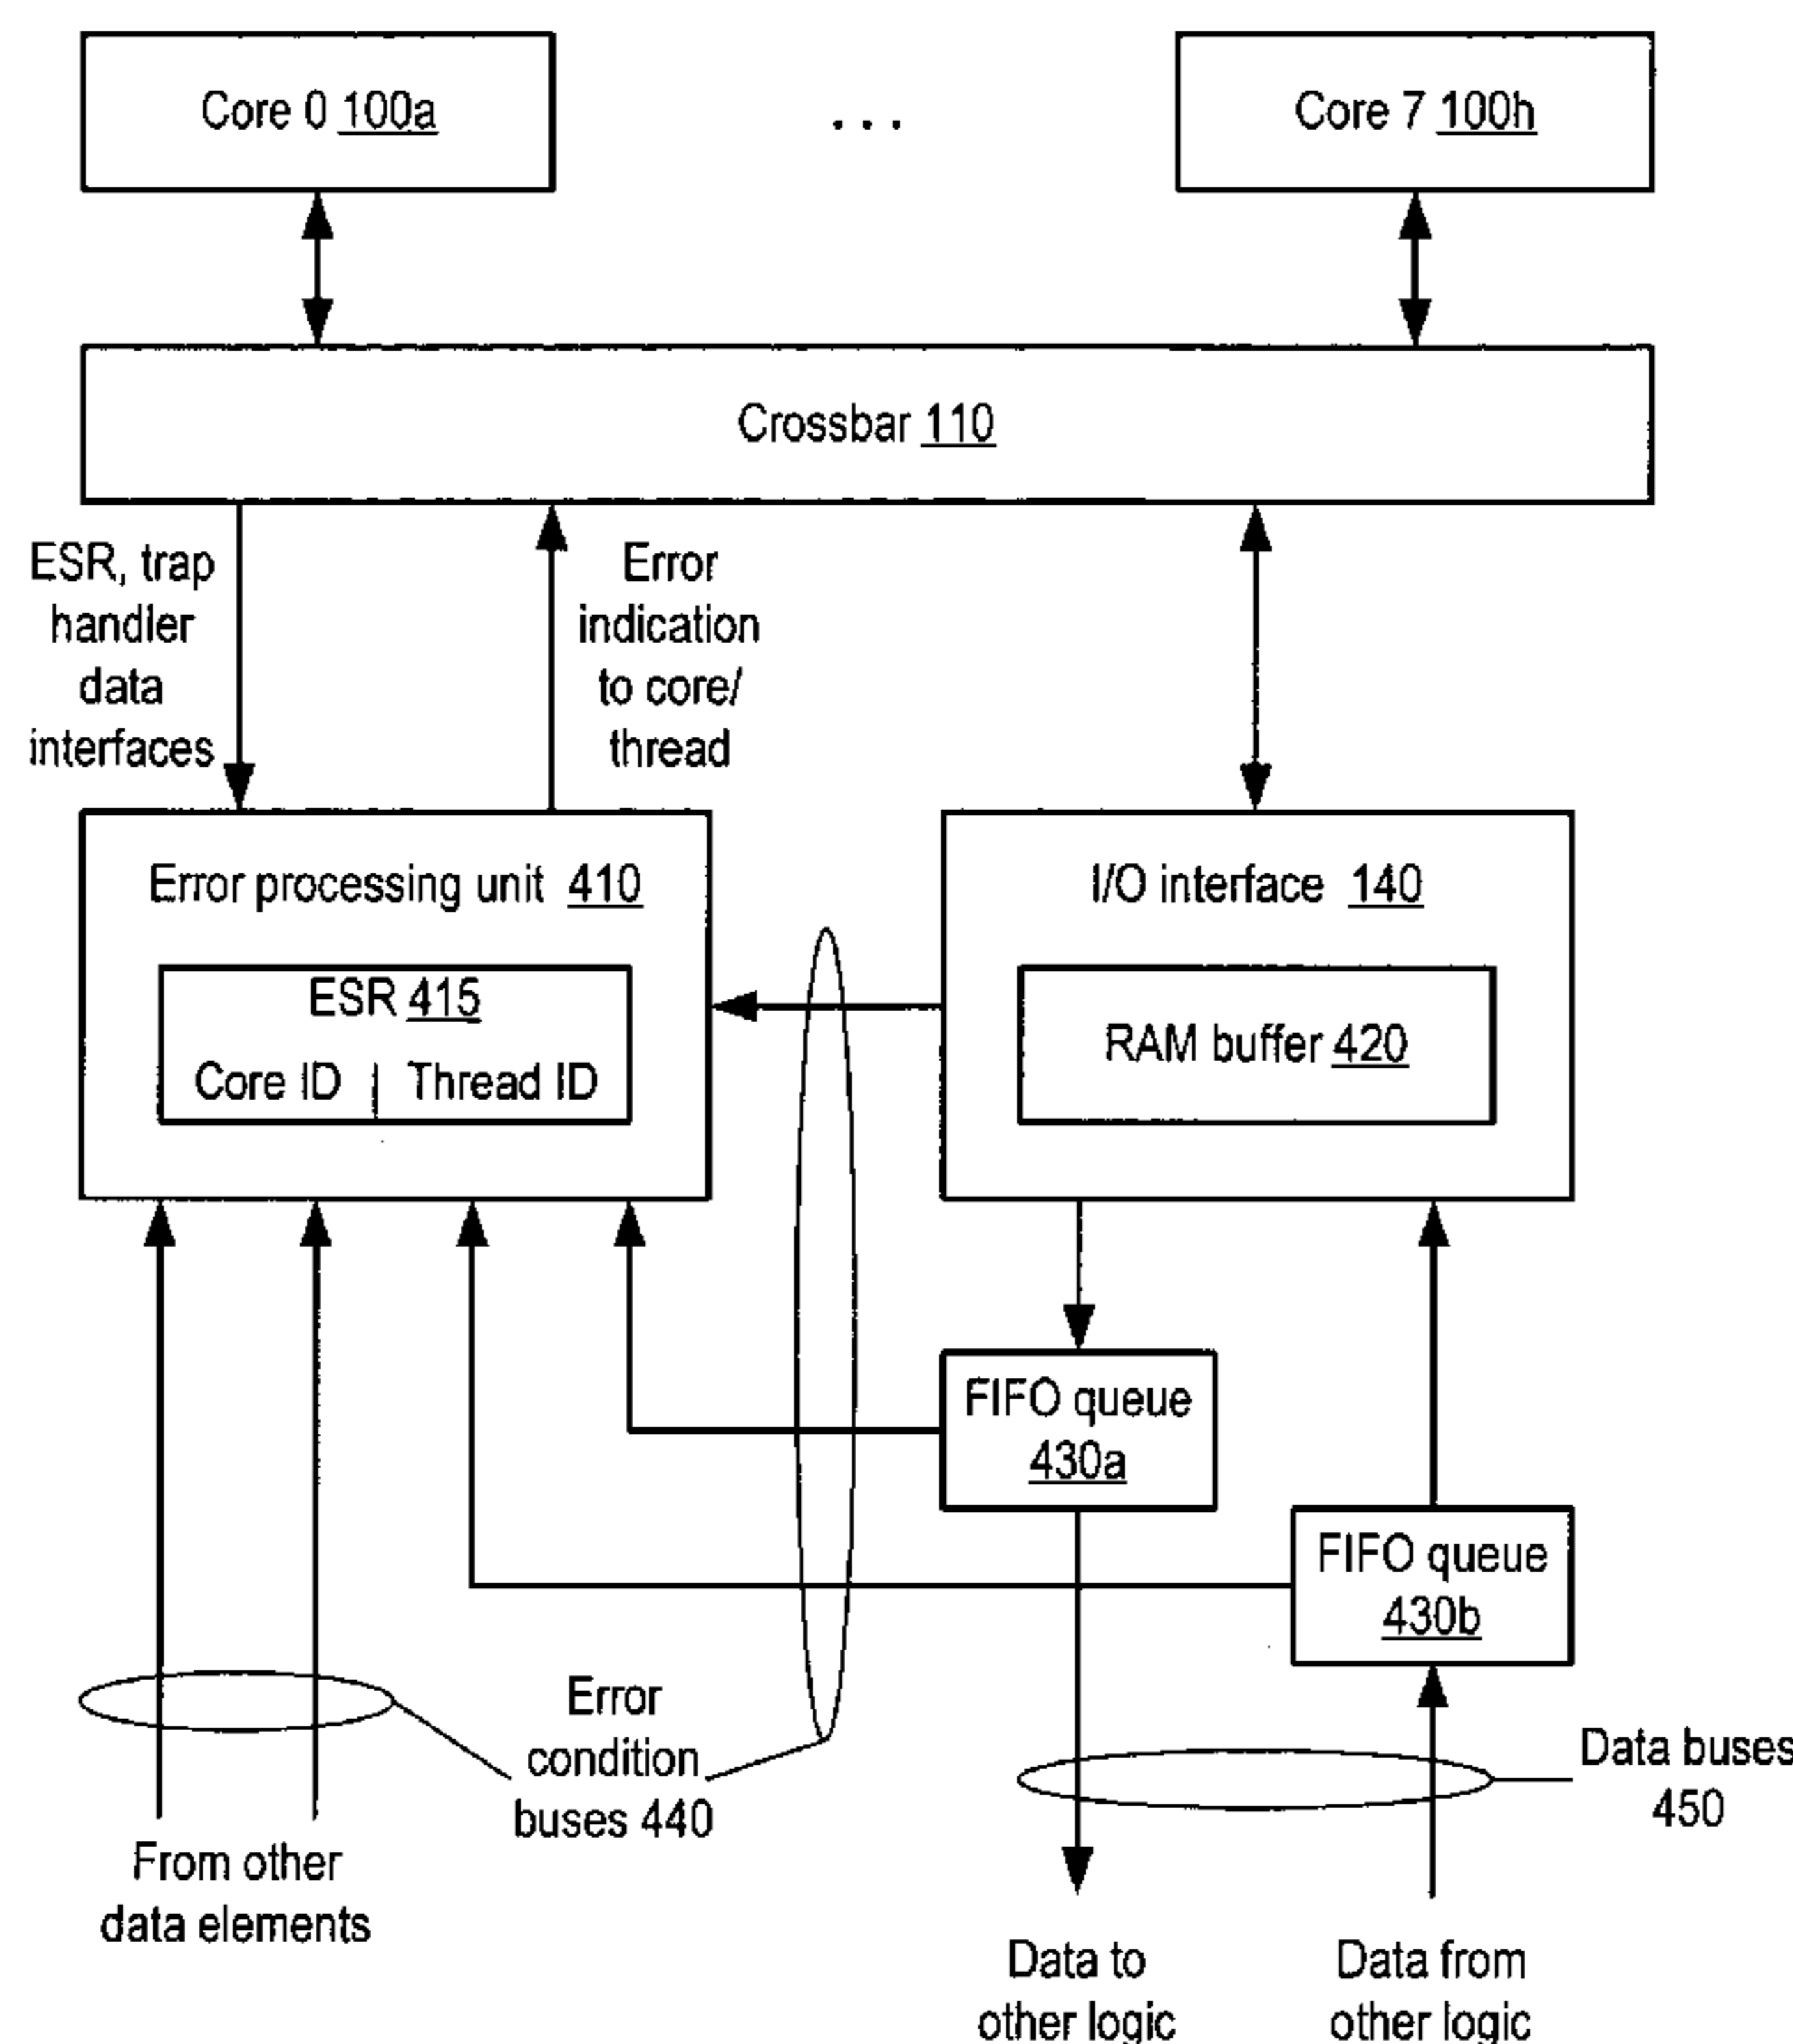 Core 0 100a
...
Core 7 100h
Crossbar 110
ESR, trap
handler
data
interfaces
Error
indication
to core/
thread
Error processing unit 410
ESR 415
Core ID | Thread ID
I/O interface 140
RAM buffer 420
FIFO queue
430a
FIFO queue
430b
Error
condition
buses 440
Data buses
450
From other
data elements
Data to
other logic
Data from
other logic